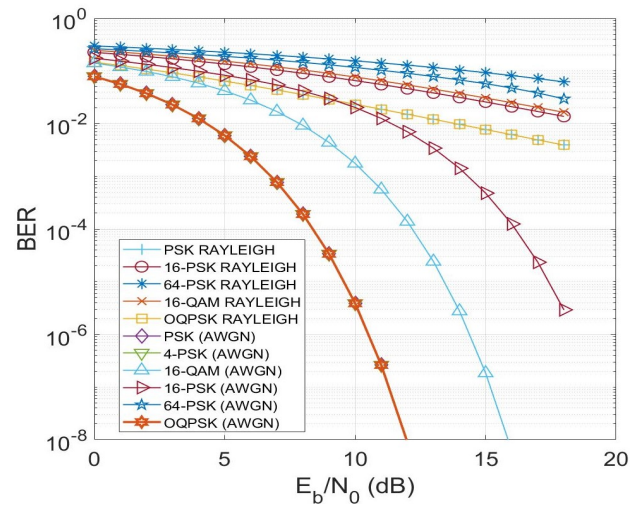 10^0
10^-2
10^-4
10^-6
10^-8
BER
PSK RAYLEIGH
16-PSK RAYLEIGH
64-PSK RAYLEIGH
16-QAM RAYLEIGH
OQPSK RAYLEIGH
PSK (AWGN)
4-PSK (AWGN)
16-QAM (AWGN)
16-PSK (AWGN)
64-PSK (AWGN)
OQPSK (AWGN)
0 5 10 15 20
E_b/N_0 (dB)